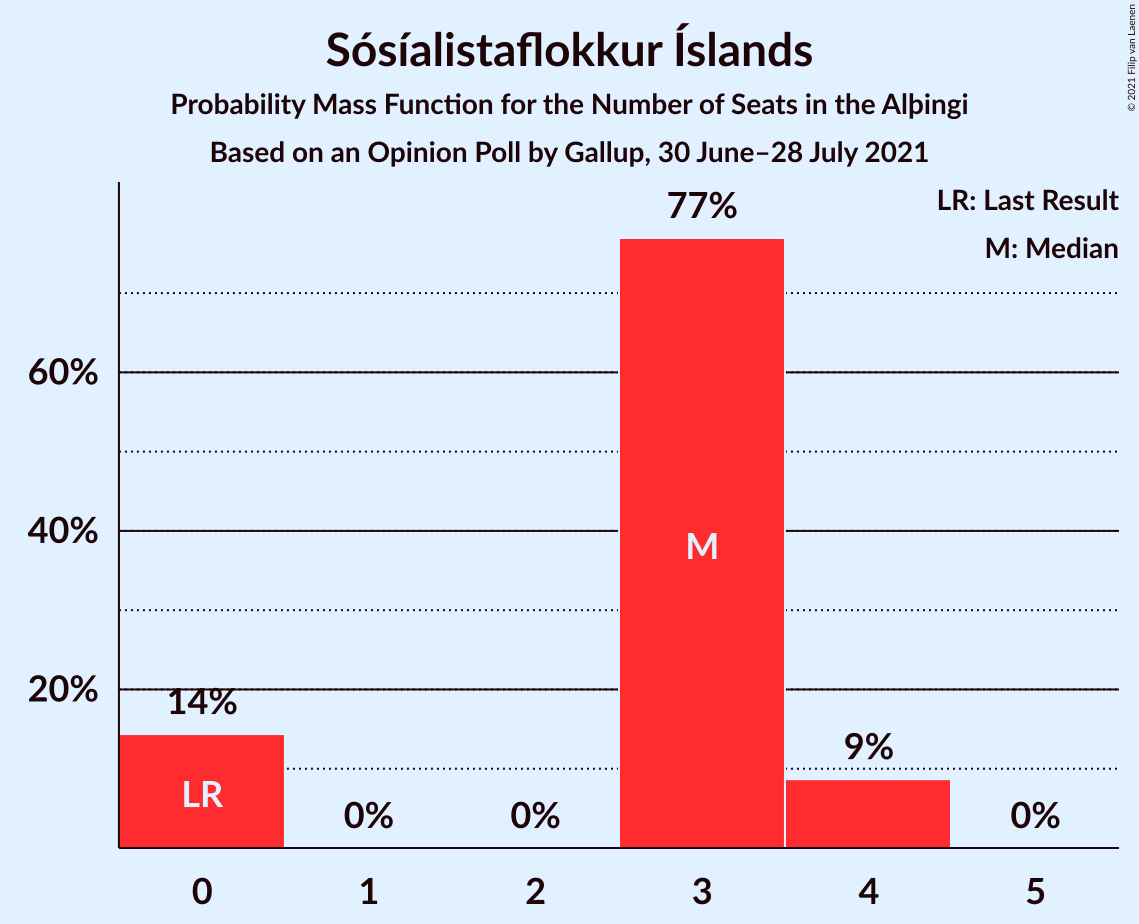 Sósíalistaflokkur Íslands
Probability Mass Function for the Number of Seats in the Alþingi
Based on an Opinion Poll by Gallup, 30 June–28 July 2021
© 2021 Filip van Laenen
LR: Last Result
M: Median
77%
60%
40%
20%
14%
9%
0%
0%
0%
M
LR
0 1 2 3 4 5